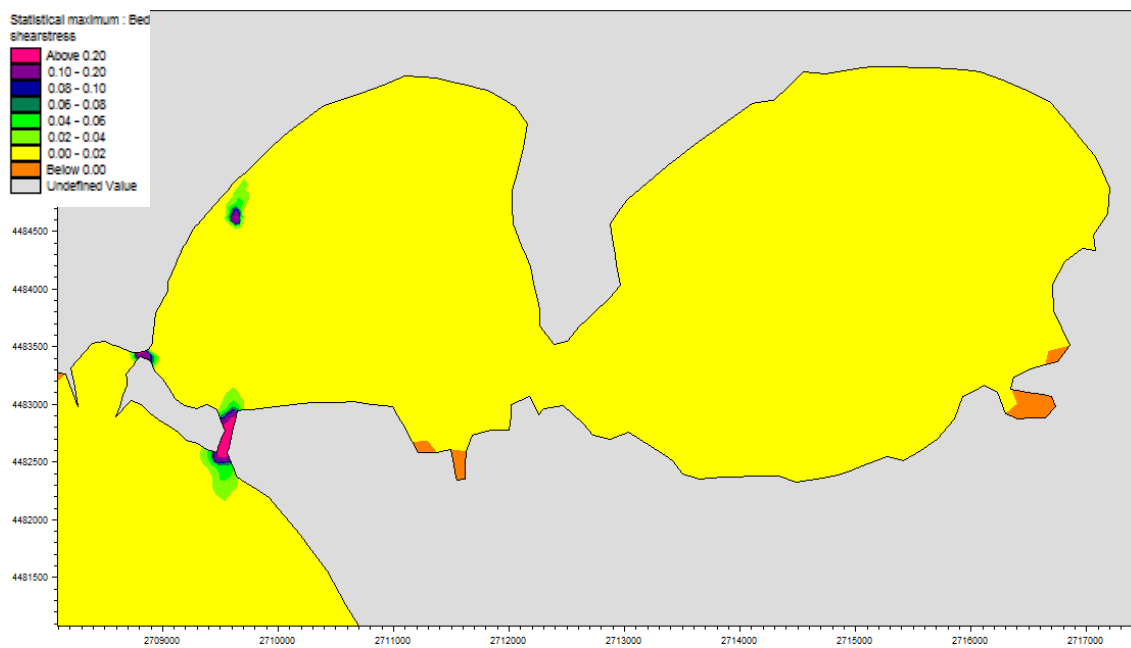 Statistical maximum : Bed
shearstress
Above 0.20
0.10 - 0.20
0.08 - 0.10
0.06 - 0.08
0.04 - 0.06
0.02 - 0.04
0.00 - 0.02
Below 0.00
Undefined Value
4484500
4484000
4483500
4483000
4482500
4482000
4481500
2709000 2710000 2711000 2712000 2713000 2714000 2715000 2716000 2717000